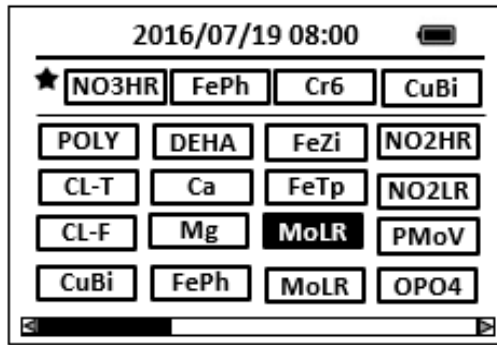 2016/07/19 08:00
NO3HR FePh Cr6 CuBi
POLY DEHA FeZi NO2HR
CL-T Ca FeTp NO2LR
CL-F Mg MoLR PMoV
CuBi FePh MoLR OPO4